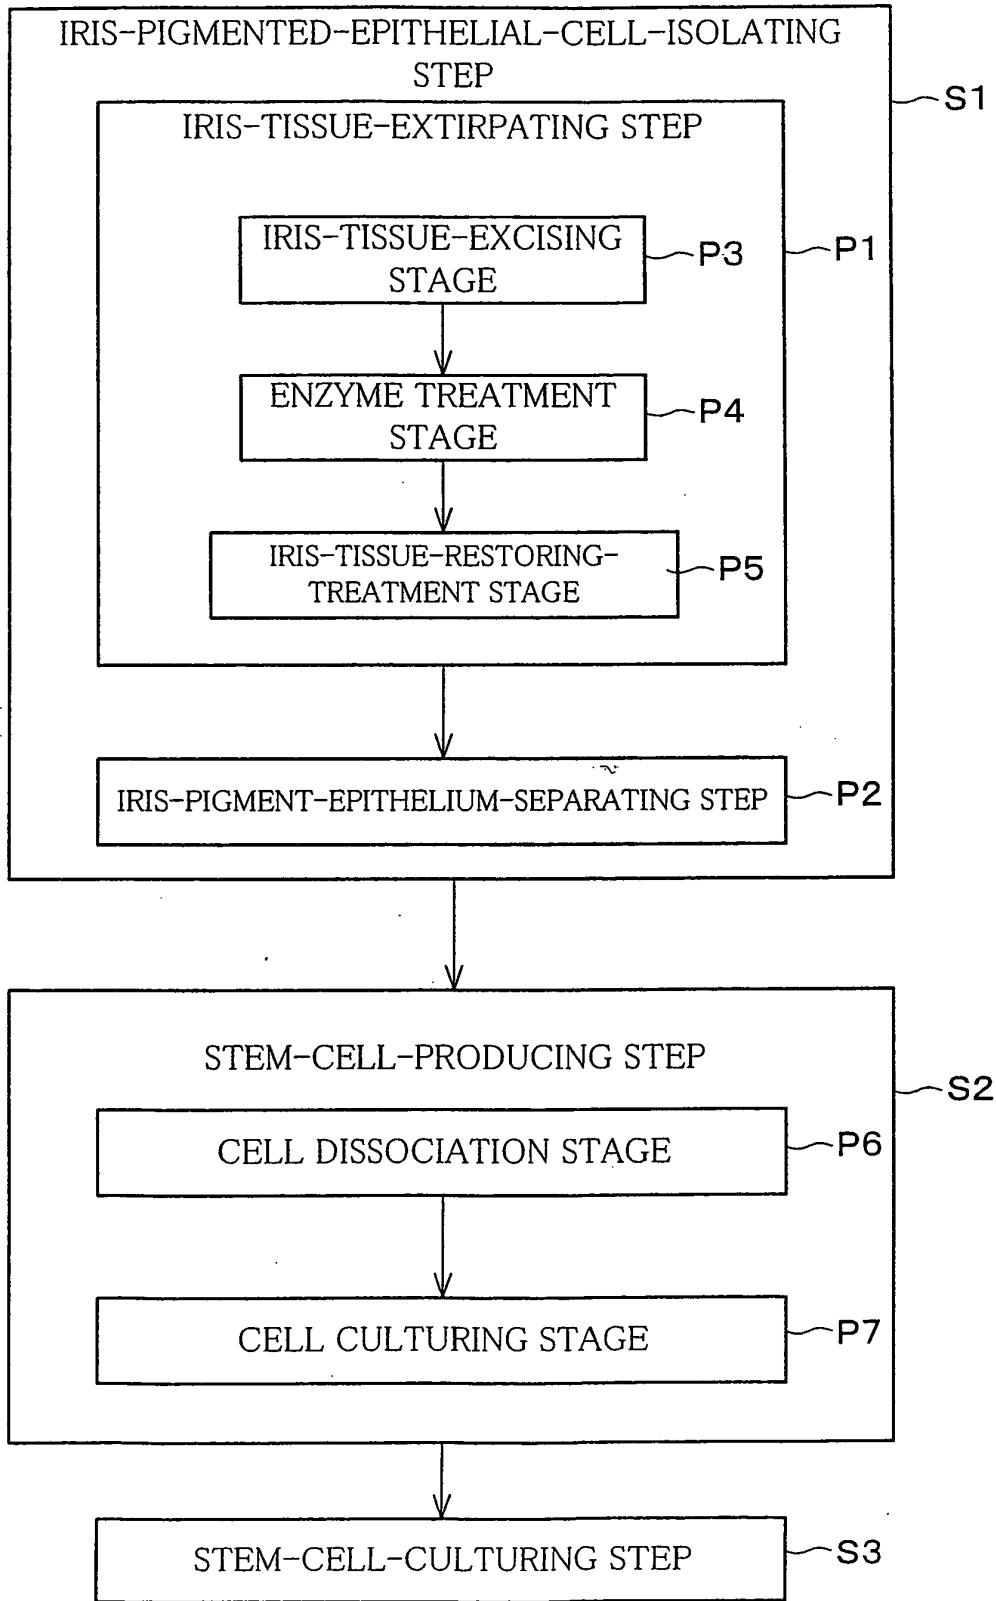 IRIS-PIGMENTED-EPITHELIAL-CELL-ISOLATING
STEP
S1
IRIS-TISSUE-EXTIRPATING STEP
P1
IRIS-TISSUE-EXCISING
STAGE
P3
ENZYME TREATMENT
STAGE
P4
IRIS-TISSUE-RESTORING-
TREATMENT STAGE
P5
IRIS-PIGMENT-EPITHELIUM-SEPARATING STEP
P2
STEM-CELL-PRODUCING STEP
S2
CELL DISSOCIATION STAGE
P6
CELL CULTURING STAGE
P7
STEM-CELL-CULTURING STEP
S3